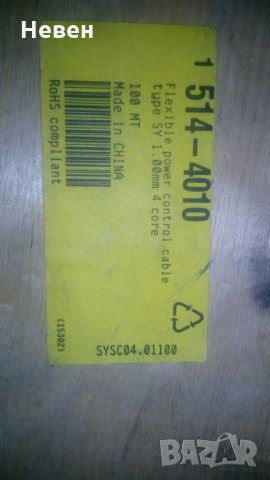 Невен
1 514-4010
Flexible power control cable
type SY 1.00mm 4 core
100 MT
Made in CHINA
RoHS compliant
(15302)
SYSC04.01100
BAZAR